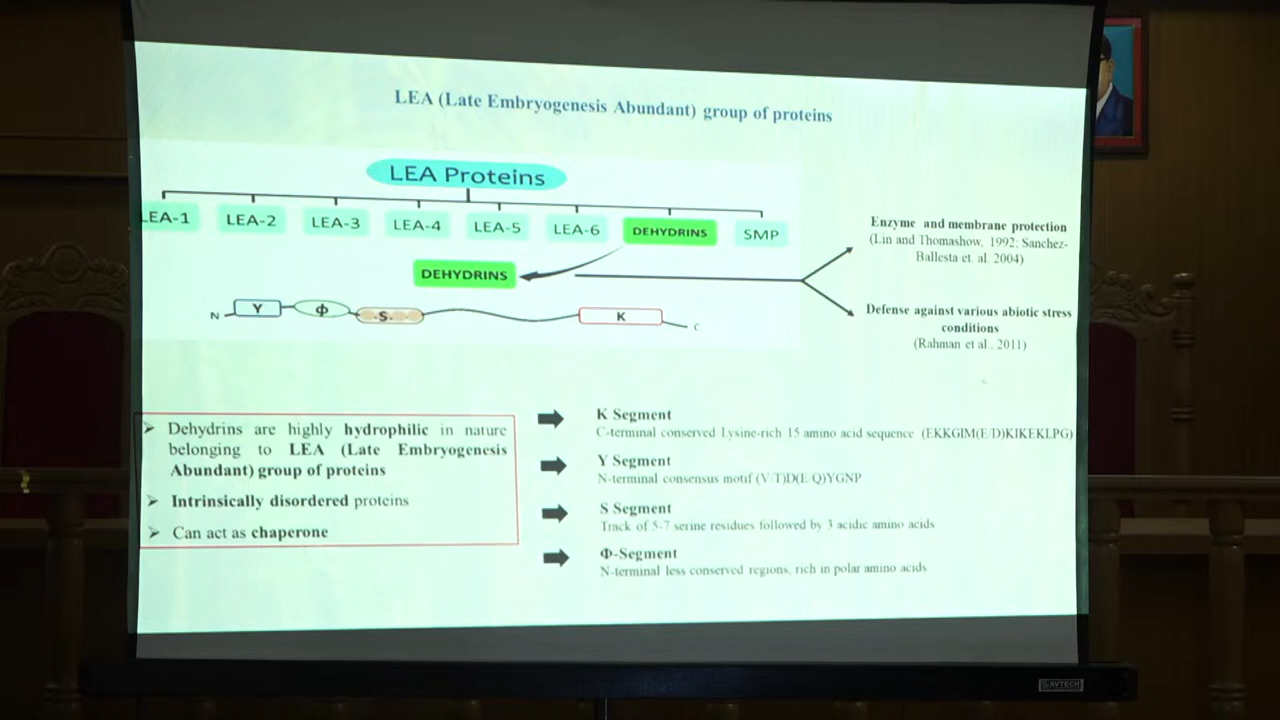 LEA (Late Embryogenesis Abundant) group of proteins
LEA Proteins
LEA-1 LEA-2 LEA-3 LEA-4 LEA-5 LEA-6 DEHYDRINS SMP
DEHYDRINS
N Y Φ S K C
Enzyme and membrane protection
(Lin and Thomashow, 1992; Sanchez-
Ballesta et. al. 2004)
Defense against various abiotic stress
conditions
(Rahman et al., 2011)
➢ Dehydrins are highly hydrophilic in nature
belonging to LEA (Late Embryogenesis
Abundant) group of proteins
➢ Intrinsically disordered proteins
➢ Can act as chaperone
K Segment
C-terminal conserved Lysine-rich 15 amino acid sequence (EKKGIM(E/D)KIKEKLPG)
Y Segment
N-terminal consensus motif (V/T)D(E/Q)YGNP
S Segment
Track of 5-7 serine residues followed by 3 acidic amino acids
Φ-Segment
N-terminal less conserved regions, rich in polar amino acids
AVTECH